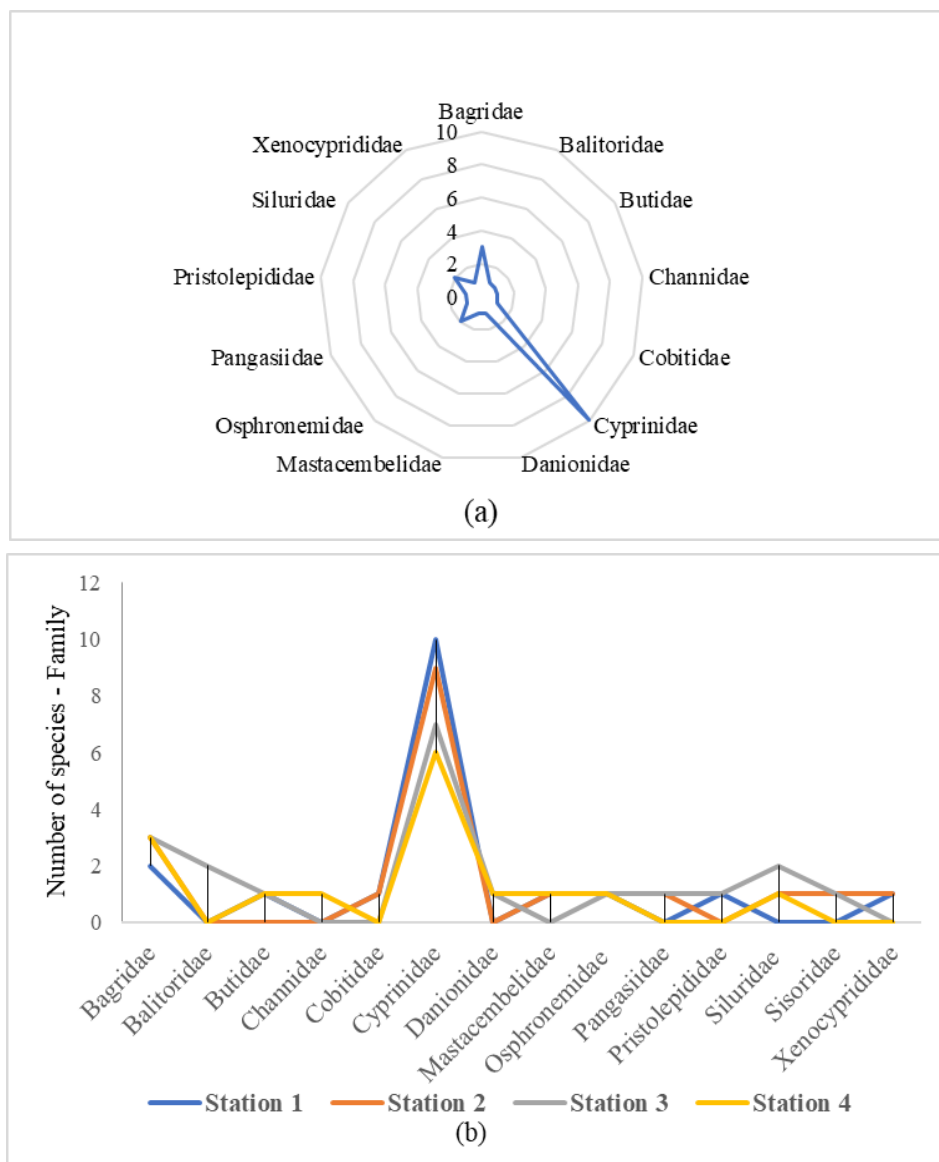 Bagridae
10
Xenocyprididae
Balitoridae
8
Siluridae
6
Butidae
4
Pristolepididae
2
Channidae
0
Pangasiidae
Cobitidae
Osphronemidae
Cyprinidae
Mastacembelidae
Danionidae
(a)
Number of species - Family
12
10
8
6
4
2
0
Bagridae
Balitoridae
Butidae
Channidae
Cobitidae
Cyprinidae
Danionidae
Mastacembelidae
Osphronemidae
Pangasiidae
Pristolepididae
Siluridae
Sisoridae
Xenocyprididae
Station 1 Station 2 Station 3 Station 4
(b)